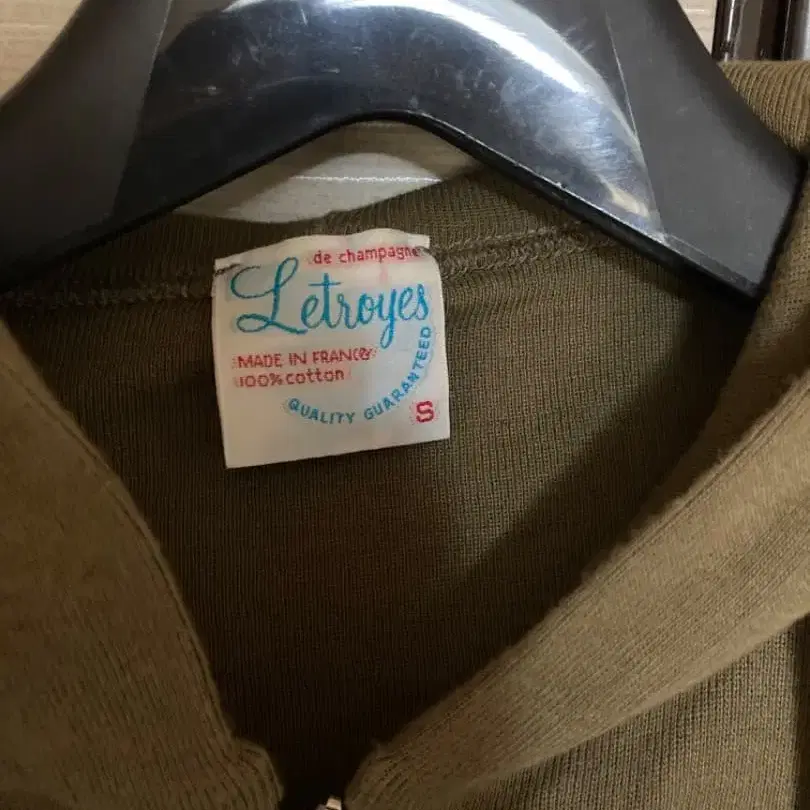 de champagne
Letroyes
MADE IN FRANCE
100% cotton
QUALITY GUARANTEED
S